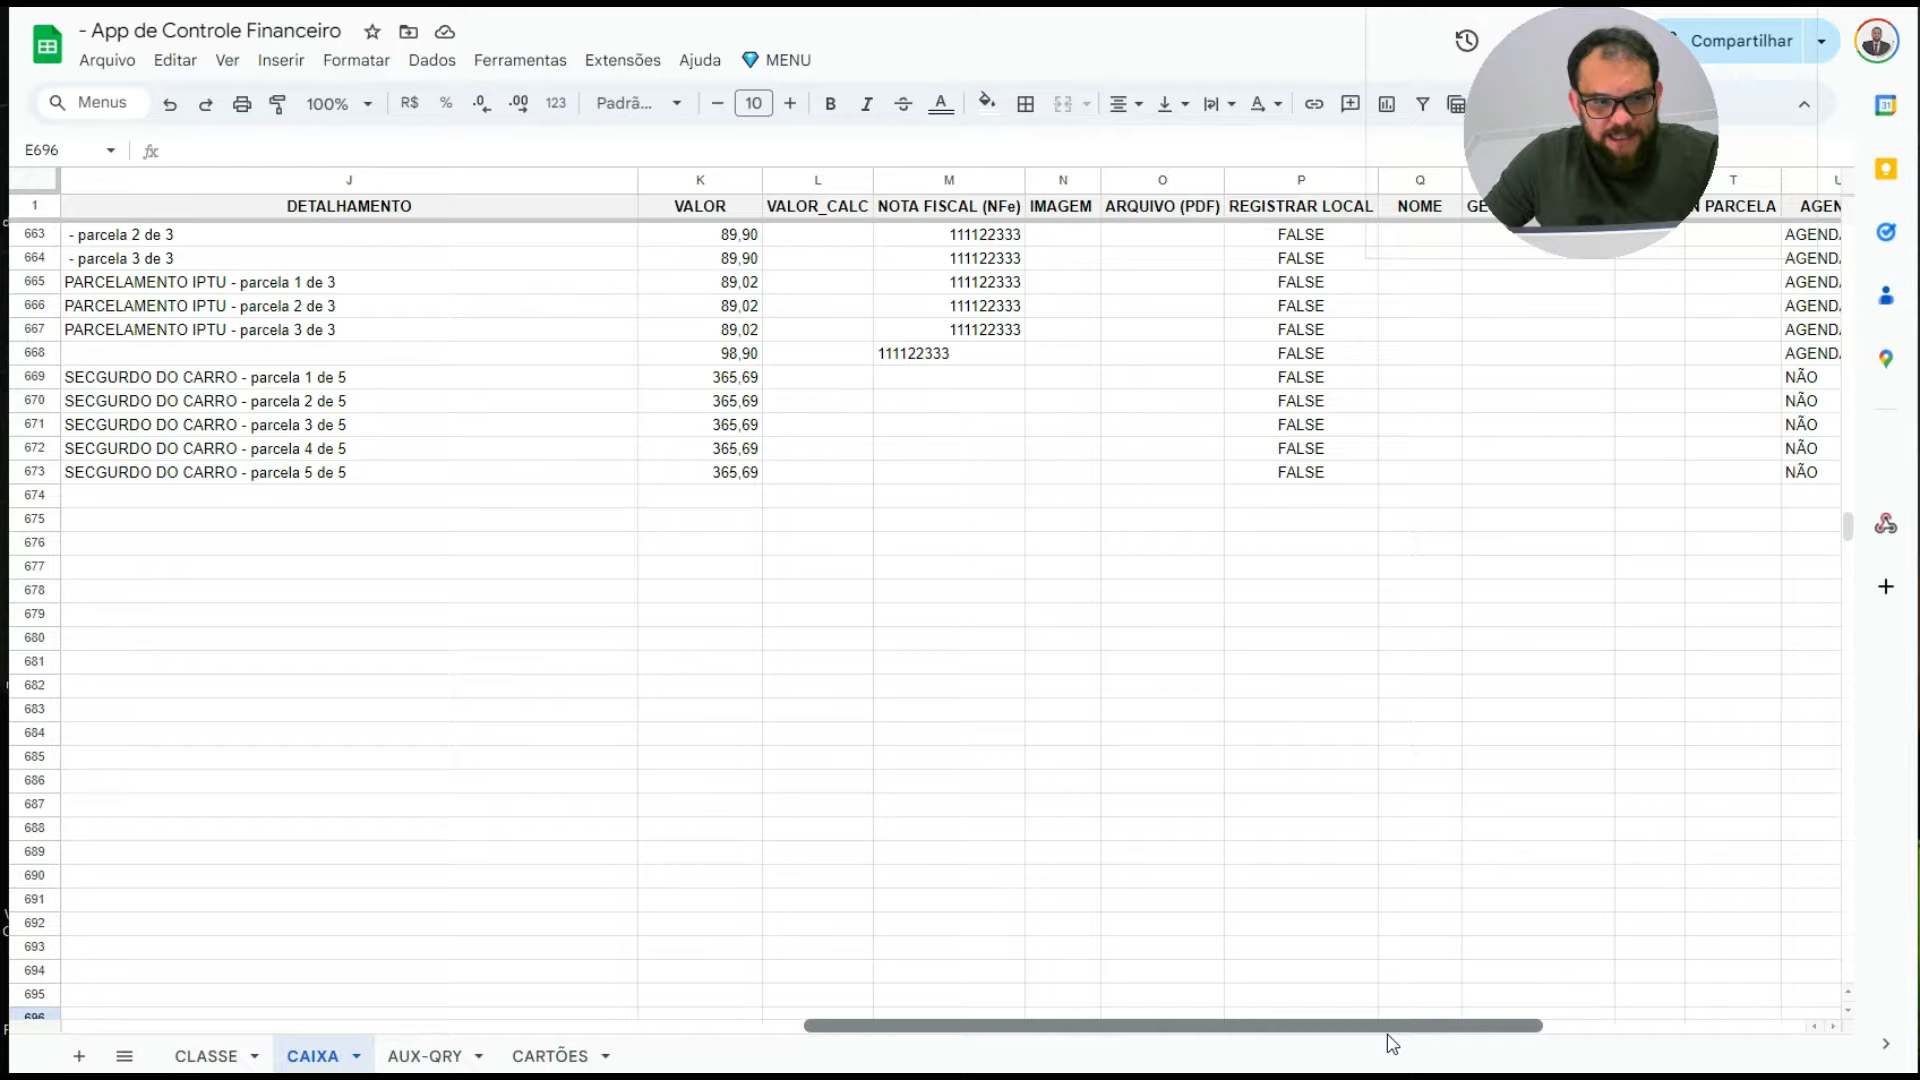 - App de Controle Financeiro
Compartilhar
Arquivo Editar Ver Inserir Formatar Dados Ferramentas Extensões Ajuda MENU
Menus 100% R$ % .0 .00 123 Padrã... 10 B I S A
E696 fx
J K L M N O P Q T
1 DETALHAMENTO VALOR VALOR_CALC NOTA FISCAL (NFe) IMAGEM ARQUIVO (PDF) REGISTRAR LOCAL NOME PARCELA
663 - parcela 2 de 3 89,90 111122333 FALSE
664 - parcela 3 de 3 89,90 111122333 FALSE
665 PARCELAMENTO IPTU - parcela 1 de 3 89,02 111122333 FALSE
666 PARCELAMENTO IPTU - parcela 2 de 3 89,02 111122333 FALSE
667 PARCELAMENTO IPTU - parcela 3 de 3 89,02 111122333 FALSE
668 98,90 111122333 FALSE
669 SECGURDO DO CARRO - parcela 1 de 5 365,69 FALSE NÃO
670 SECGURDO DO CARRO - parcela 2 de 5 365,69 FALSE NÃO
671 SECGURDO DO CARRO - parcela 3 de 5 365,69 FALSE NÃO
672 SECGURDO DO CARRO - parcela 4 de 5 365,69 FALSE NÃO
673 SECGURDO DO CARRO - parcela 5 de 5 365,69 FALSE NÃO
674
675
676
677
678
679
680
681
682
683
684
685
686
687
688
689
690
691
692
693
694
695
696
CLASSE CAIXA AUX-QRY CARTÕES